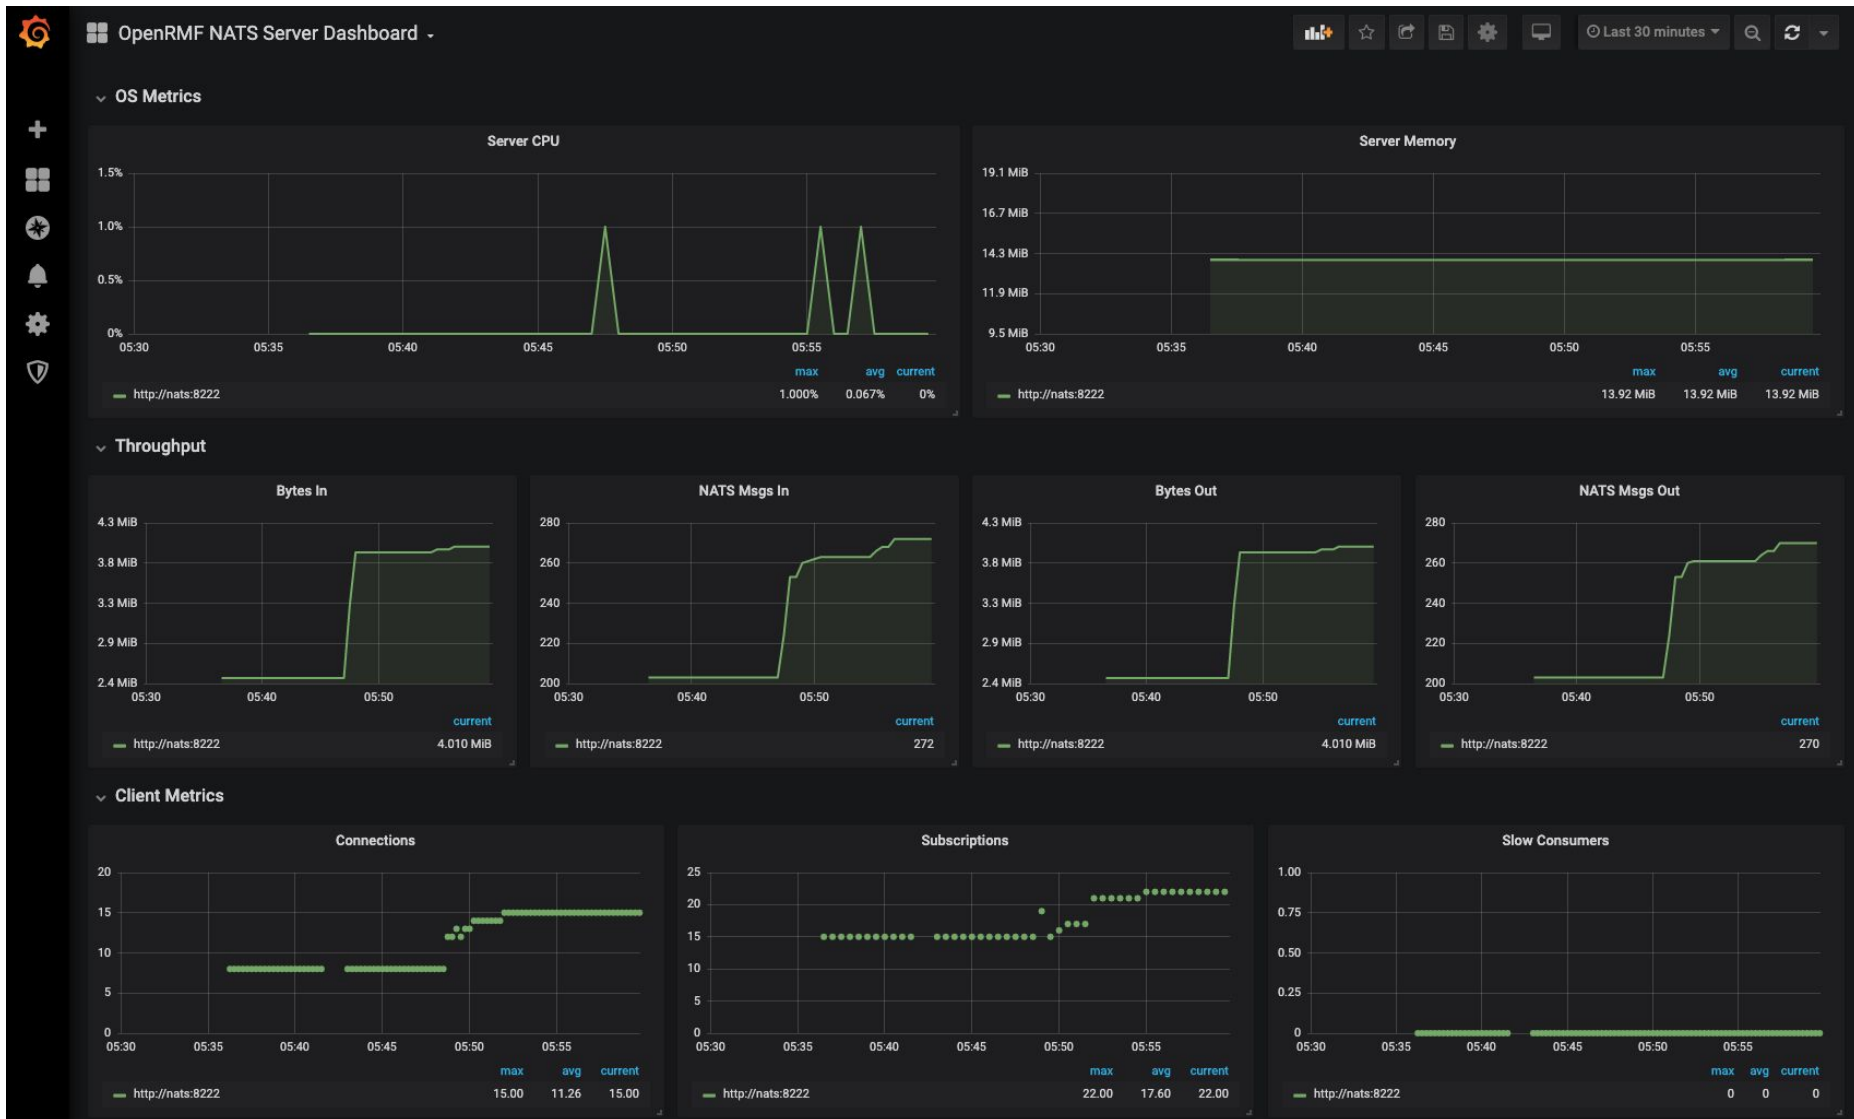 OpenRMF NATS Server Dashboard
Last 30 minutes
OS Metrics
Server CPU
1.5%
1.0%
0.5%
0%
05:30 05:35 05:40 05:45 05:50 05:55
max avg current
http://nats:8222 1.000% 0.067% 0%
Server Memory
19.1 MiB
16.7 MiB
14.3 MiB
11.9 MiB
9.5 MiB
05:30 05:35 05:40 05:45 05:50 05:55
max avg current
http://nats:8222 13.92 MiB 13.92 MiB 13.92 MiB
Throughput
Bytes In
4.3 MiB
3.8 MiB
3.3 MiB
2.9 MiB
2.4 MiB
05:30 05:40 05:50
current
http://nats:8222 4.010 MiB
NATS Msgs In
280
260
240
220
200
05:30 05:40 05:50
current
http://nats:8222 272
Bytes Out
4.3 MiB
3.8 MiB
3.3 MiB
2.9 MiB
2.4 MiB
05:30 05:40 05:50
current
http://nats:8222 4.010 MiB
NATS Msgs Out
280
260
240
220
200
05:30 05:40 05:50
current
http://nats:8222 270
Client Metrics
Connections
20
15
10
5
0
05:30 05:35 05:40 05:45 05:50 05:55
max avg current
http://nats:8222 15.00 11.26 15.00
Subscriptions
25
20
15
10
5
0
05:30 05:35 05:40 05:45 05:50 05:55
max avg current
http://nats:8222 22.00 17.60 22.00
Slow Consumers
1.00
0.75
0.50
0.25
0
05:30 05:35 05:40 05:45 05:50 05:55
max avg current
http://nats:8222 0 0 0